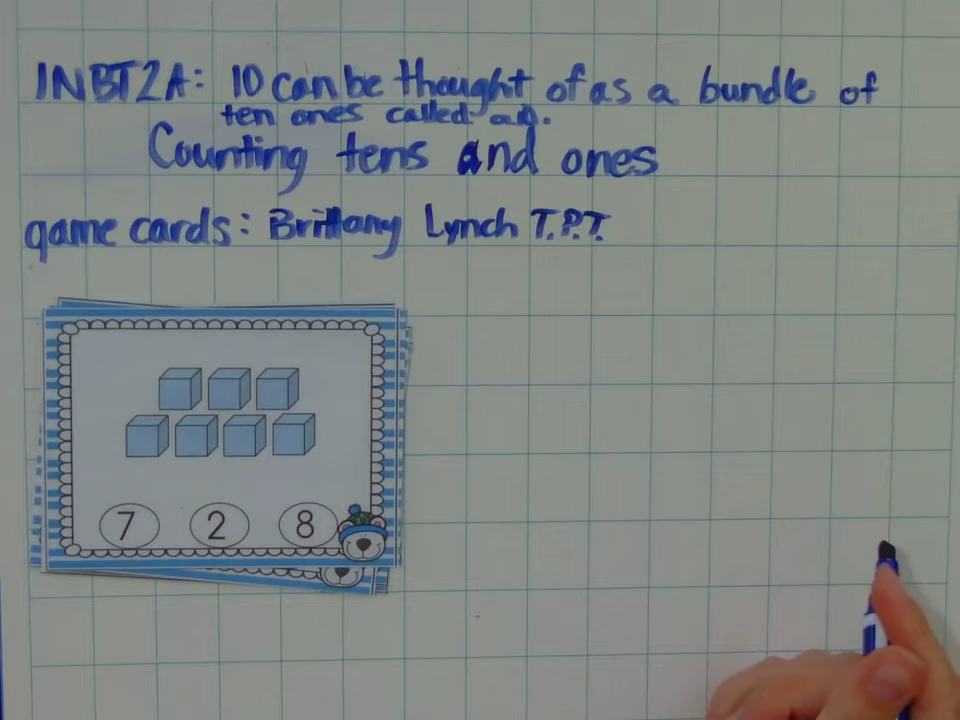 1NBT2A: 10 can be thought of as a bundle of
ten ones called: a
Counting tens and ones
game cards: Brittany Lynch T.P.T.
7 2 8